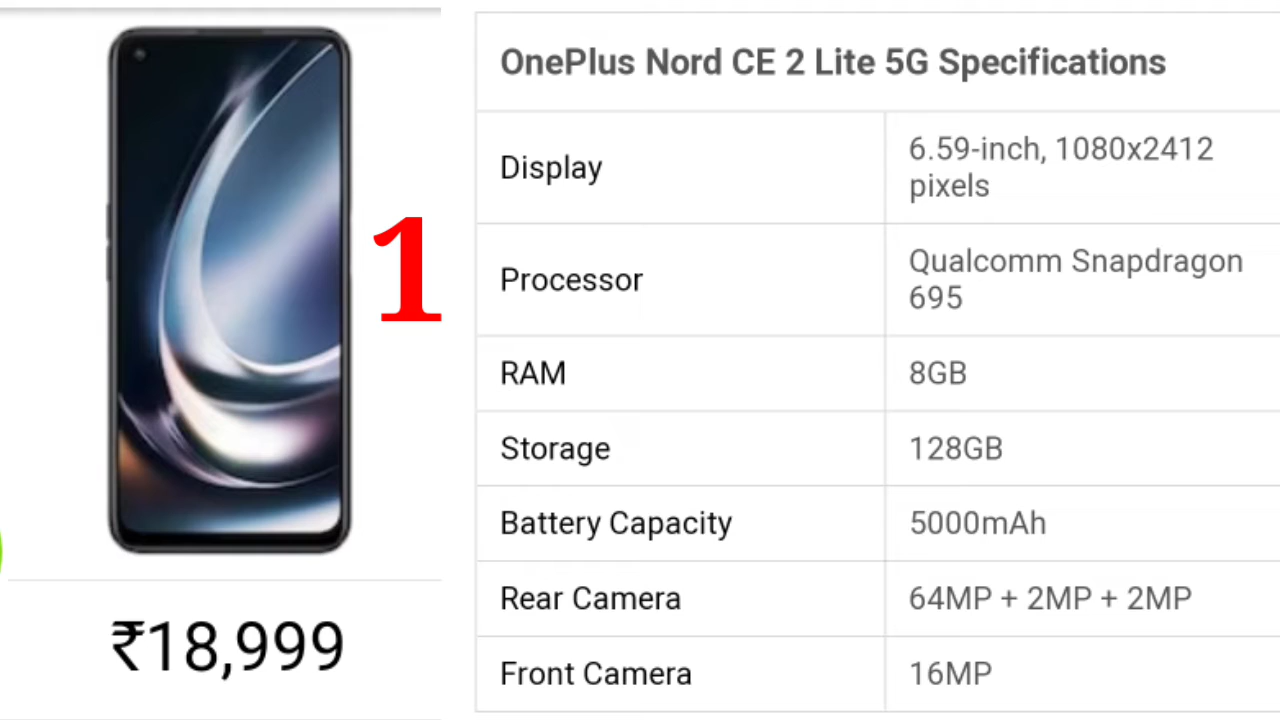 1
₹18,999
OnePlus Nord CE 2 Lite 5G Specifications
Display
6.59-inch, 1080x2412
pixels
Processor
Qualcomm Snapdragon
695
RAM
8GB
Storage
128GB
Battery Capacity
5000mAh
Rear Camera
64MP + 2MP + 2MP
Front Camera
16MP